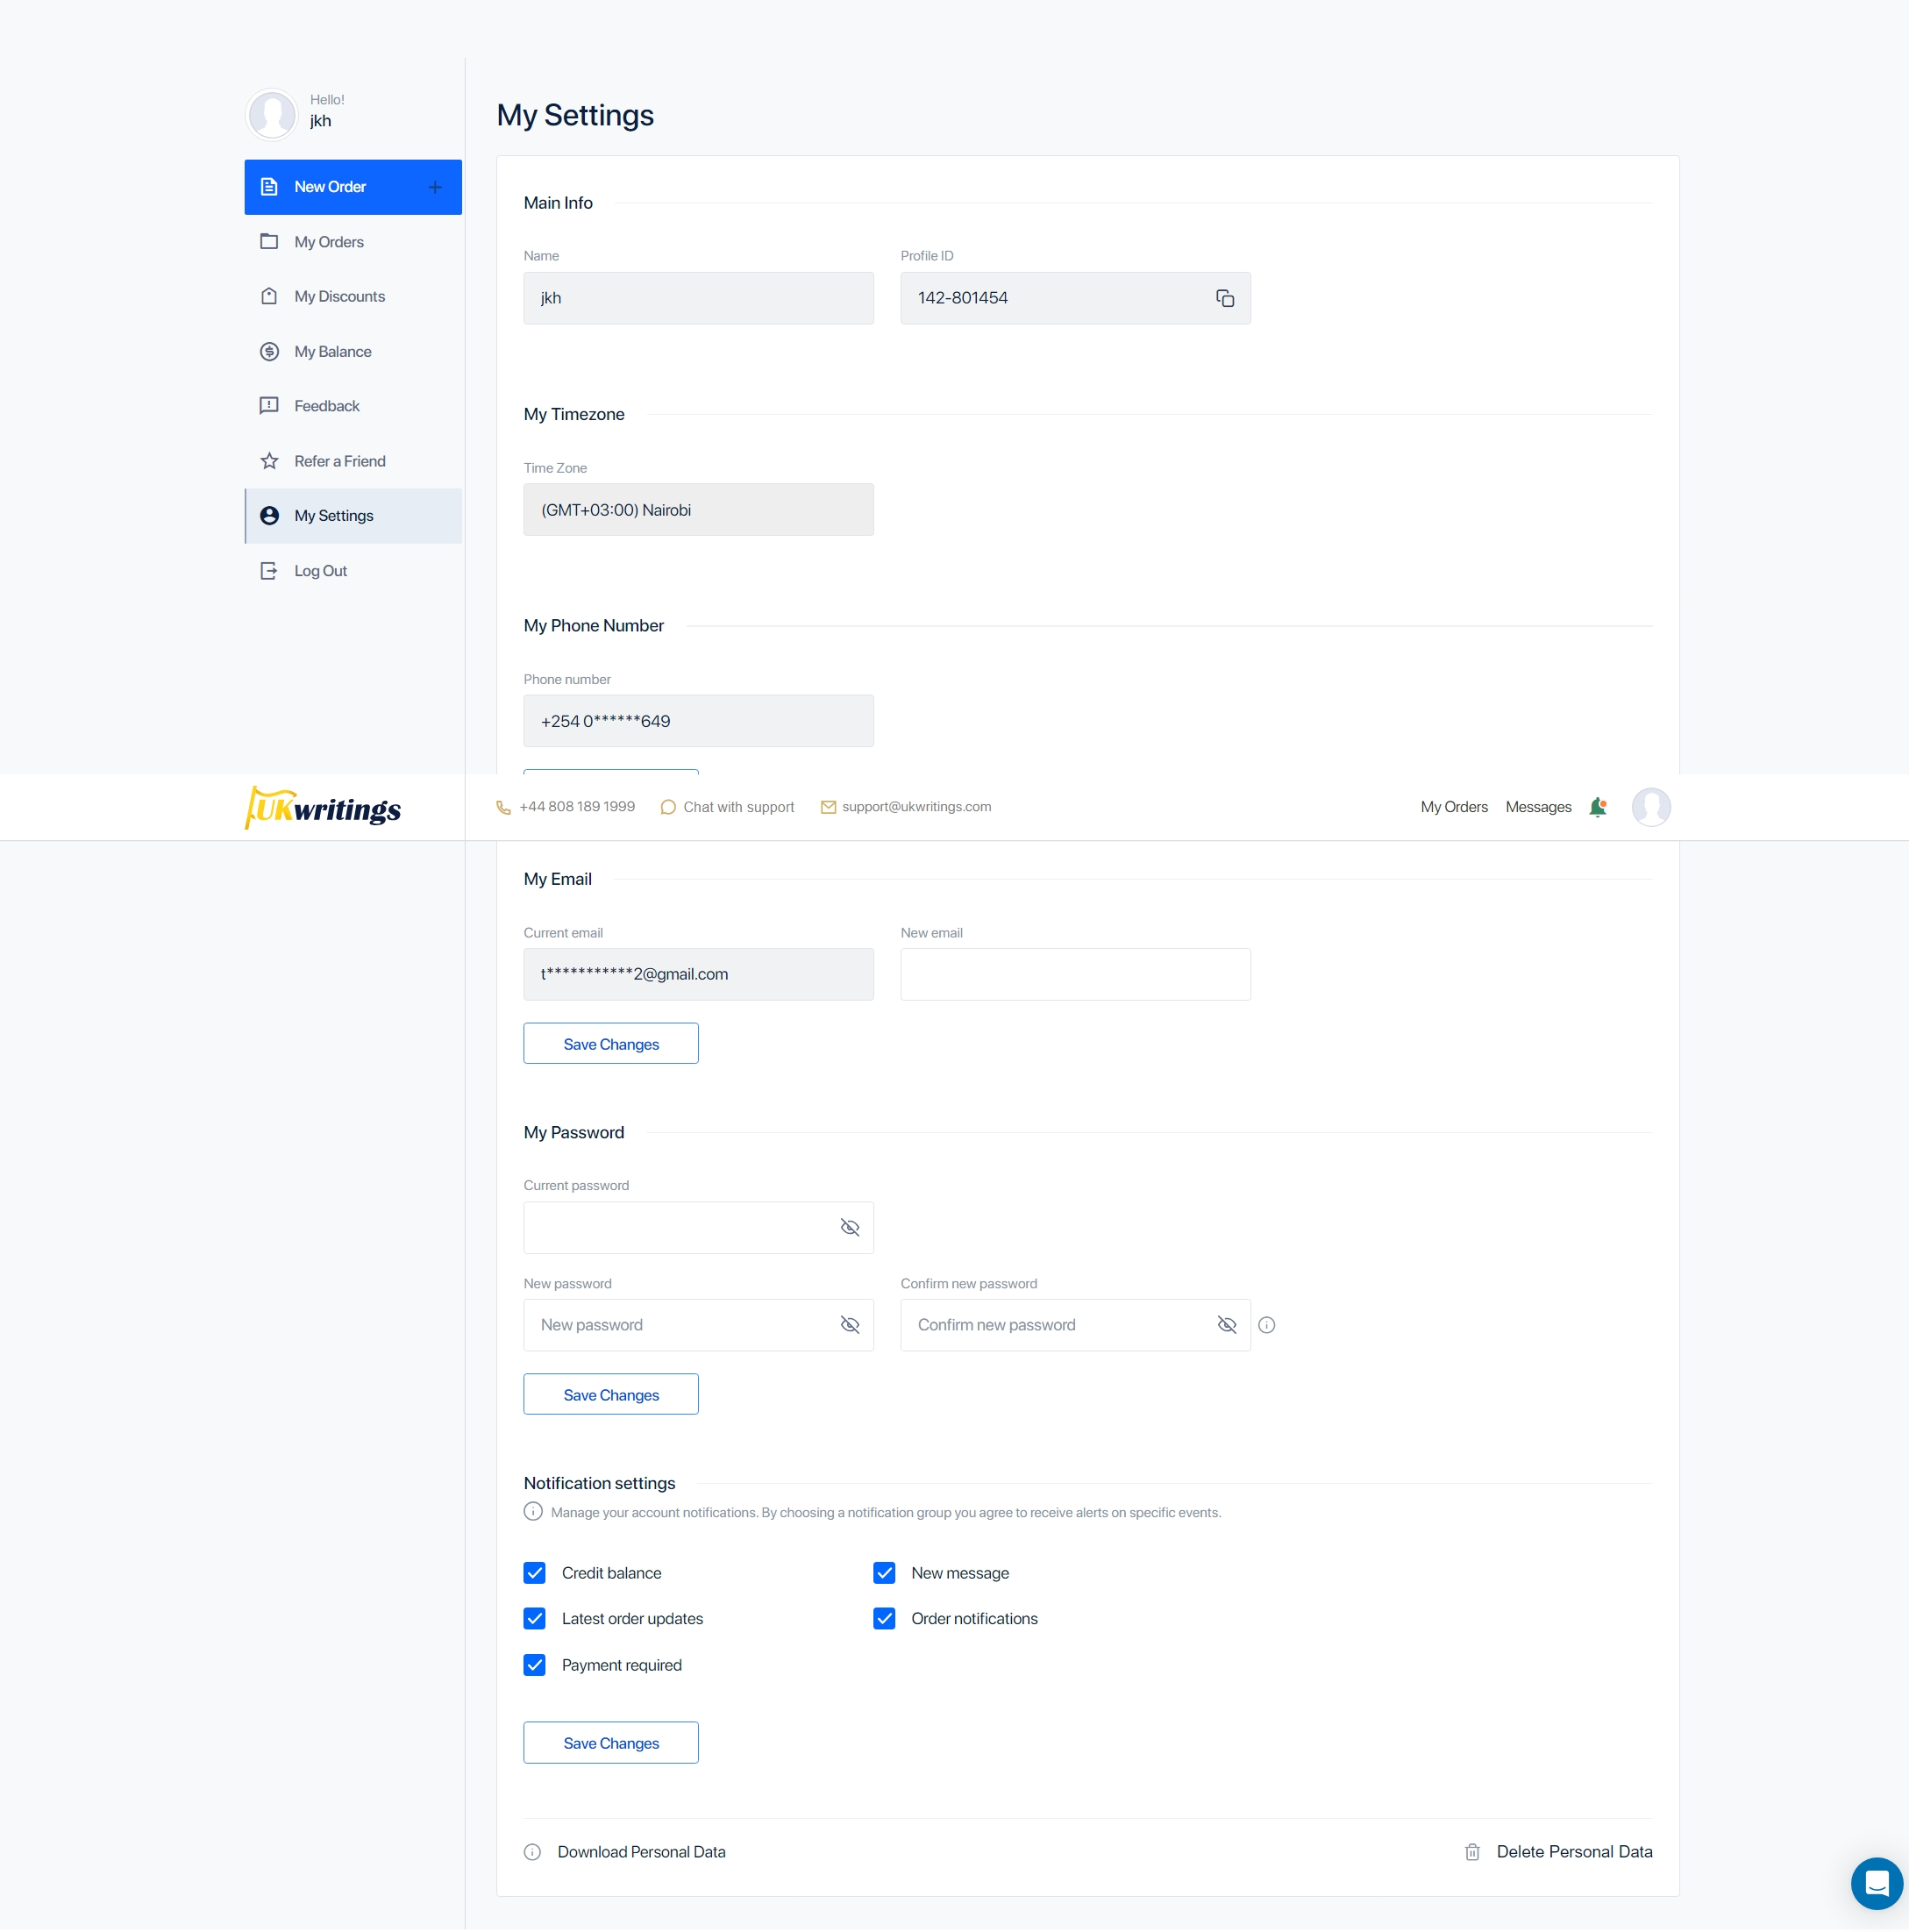 Hello!
jkh
New Order
My Orders
My Discounts
My Balance
Feedback
Refer a Friend
My Settings
Log Out
My Settings
Main Info
Name
Profile ID
jkh
142-801454
My Timezone
Time Zone
(GMT+03:00) Nairobi
My Phone Number
Phone number
+254 0******649
UKwritings
+44 808 189 1999
Chat with support
support@ukwritings.com
My Orders
Messages
My Email
Current email
New email
t***********2@gmail.com
Save Changes
My Password
Current password
New password
Confirm new password
New password
Confirm new password
Save Changes
Notification settings
Manage your account notifications. By choosing a notification group you agree to receive alerts on specific events.
Credit balance
New message
Latest order updates
Order notifications
Payment required
Save Changes
Download Personal Data
Delete Personal Data